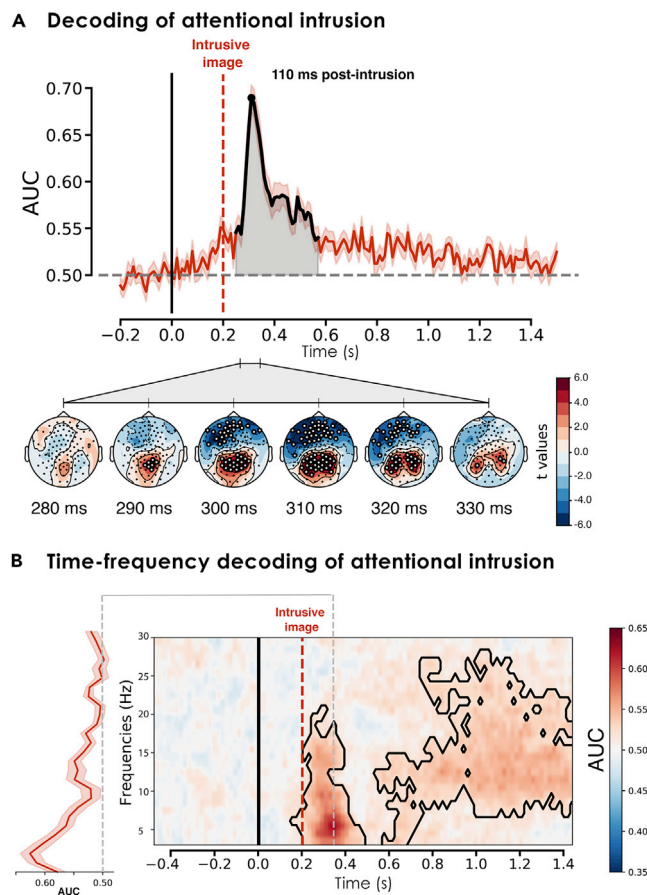 A Decoding of attentional intrusion
Intrusive
image
110 ms post-intrusion
0.70
0.65
0.60
0.55
0.50
AUC
−0.2 0.0 0.2 0.4 0.6 0.8 1.0 1.2 1.4
Time (s)
280 ms 290 ms 300 ms 310 ms 320 ms 330 ms
6.0
4.0
2.0
0.0
-2.0
-4.0
-6.0
t values
B Time-frequency decoding of attentional intrusion
Intrusive
image
30
25
20
15
10
5
Frequencies (Hz)
0.60 0.50
AUC
−0.4 −0.2 0.0 0.2 0.4 0.6 0.8 1.0 1.2 1.4
Time (s)
0.65
0.60
0.55
0.50
0.45
0.40
0.35
AUC